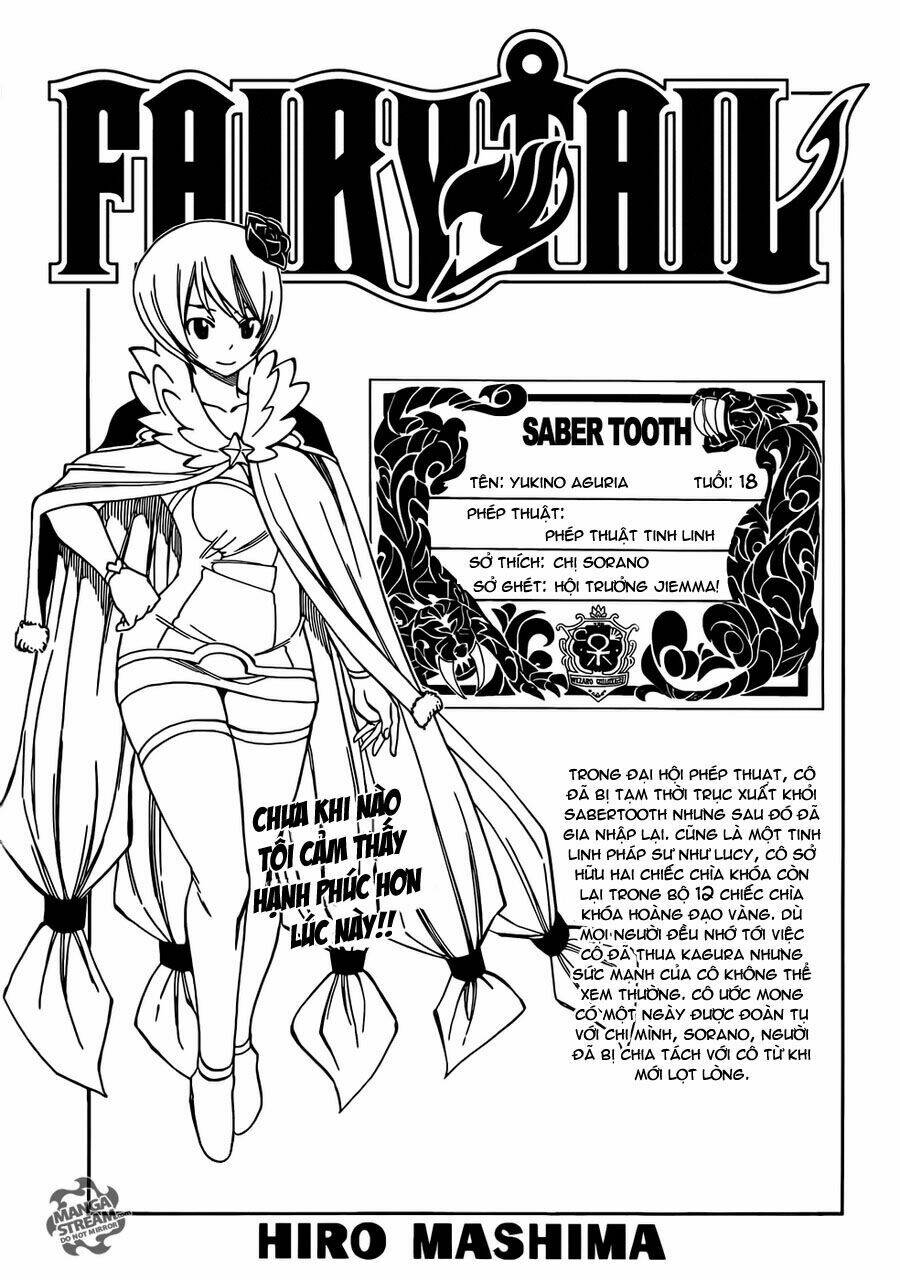 FAIRY TAIL
SABER TOOTH
TÊN: YUKINO AGURIA TUỔI: 18
PHÉP THUẬT:
PHÉP THUẬT TINH LINH
SỞ THÍCH: CHỊ SORANO
SỞ GHÉT: HỘI TRƯỞNG JIEMMA!
CHƯA KHI NÀO
TÔI CẢM THẤY
HẠNH PHÚC HƠN
LÚC NÀY!!
TRONG ĐẠI HỘI PHÉP THUẬT, CÔ
ĐÃ BỊ TẠM THỜI TRỤC XUẤT KHỎI
SABERTOOTH NHƯNG SAU ĐÓ ĐÃ
GIA NHẬP LẠI. CŨNG LÀ MỘT TINH
LINH PHÁP SƯ NHƯ LUCY, CÔ SỞ
HỮU HAI CHIẾC CHÌA KHÓA CÒN
LẠI TRONG BỘ 12 CHIẾC CHÌA
KHÓA HOÀNG ĐẠO VÀNG. DÙ
MỌI NGƯỜI ĐỀU NHỚ TỚI VIỆC
CÔ ĐÃ THUA KAGURA NHƯNG
SỨC MẠNH CỦA CÔ KHÔNG THỂ
XEM THƯỜNG. CÔ ƯỚC MONG
CÓ MỘT NGÀY ĐƯỢC ĐOÀN TỤ
VỚI CHỊ MÌNH, SORANO, NGƯỜI
ĐÃ BỊ CHIA TÁCH VỚI CÔ TỪ KHI
MỚI LỌT LÒNG.
MANGA
STREAM.com
DO NOT MIRROR
HIRO MASHIMA